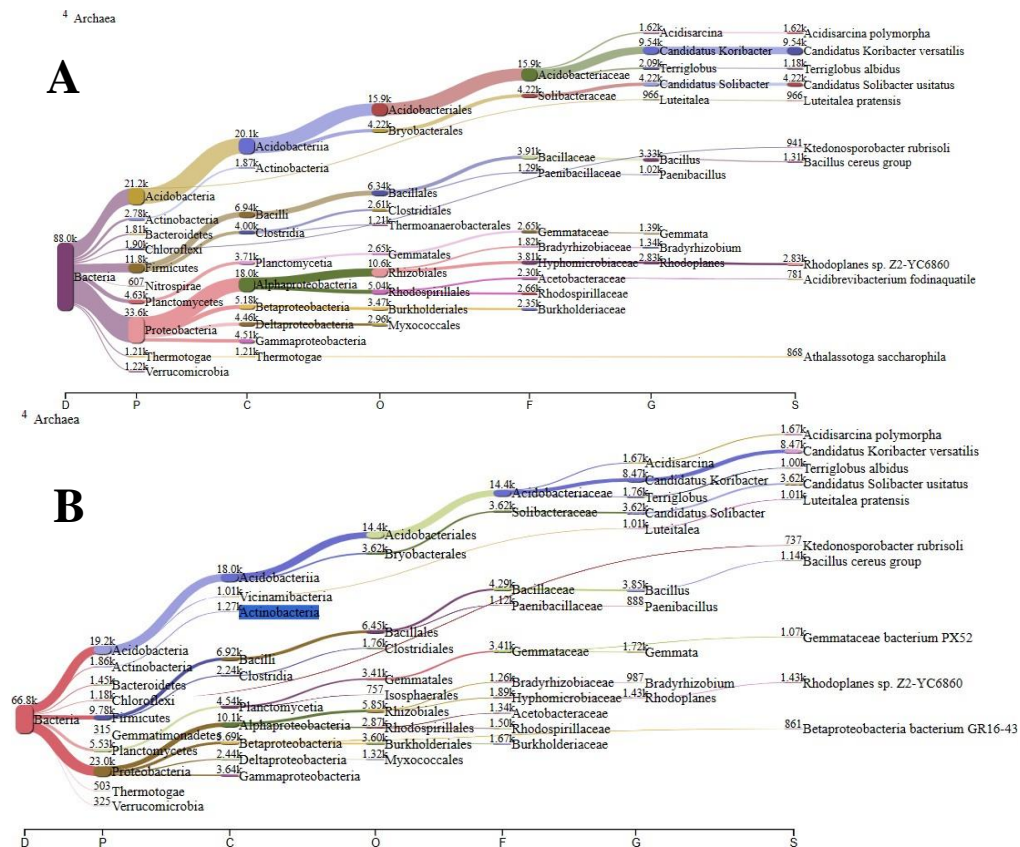 4 Archaea
A
1.62k Acidisarcina
1.62k Acidisarcina polymorpha
9.54k Candidatus Koribacter
9.54k Candidatus Koribacter versatilis
15.9k Acidobacteriaceae
2.09k Terriglobus
1.18k Terriglobus albidus
4.22k Solibacteraceae
4.22k Candidatus Solibacter
4.22k Candidatus Solibacter usitatus
966 Luteitalea
966 Luteitalea pratensis
15.9k Acidobacteriales
4.22k Bryobacterales
20.1k Acidobacteriia
1.87k Actinobacteria
941 Ktedonosporobacter rubrisoli
3.91k Bacillaceae
3.33k Bacillus
1.31k Bacillus cereus group
1.29k Paenibacillaceae
1.02k Paenibacillus
21.2k Acidobacteria
6.34k Bacillales
2.61k Clostridiales
2.78k Actinobacteria
6.94k Bacilli
1.21k Thermoanaerobacterales
1.81k Bacteroidetes
4.00k Clostridia
2.65k Gemmataceae
1.39k Gemmata
1.90k Chloroflexi
88.0k Bacteria
2.65k Gemmatales
1.82k Bradyrhizobiaceae
1.34k Bradyrhizobium
11.8k Firmicutes
3.71k Planctomycetia
10.6k Rhizobiales
3.81k Hyphomicrobiaceae
2.83k Rhodoplanes
2.83k Rhodoplanes sp. Z2-YC6860
607 Nitrospirae
18.0k Alphaproteobacteria
2.30k Acetobacteraceae
781 Acidibrevibacterium fodinaquatile
4.63k Planctomycetes
5.04k Rhodospirillales
2.66k Rhodospirillaceae
5.18k Betaproteobacteria
3.47k Burkholderiales
2.35k Burkholderiaceae
33.6k Proteobacteria
4.46k Deltaproteobacteria
2.96k Myxococcales
4.51k Gammaproteobacteria
1.21k Thermotogae
1.21k Thermotogae
868 Athalassotoga saccharophila
1.22k Verrucomicrobia
D P C O F G S
4 Archaea
B
1.67k Acidisarcina polymorpha
8.47k Candidatus Koribacter versatilis
1.67k Acidisarcina
1.00k Terriglobus albidus
8.47k Candidatus Koribacter
3.62k Candidatus Solibacter usitatus
14.4k Acidobacteriaceae
1.76k Terriglobus
1.01k Luteitalea pratensis
3.62k Solibacteraceae
3.62k Candidatus Solibacter
1.01k Luteitalea
14.4k Acidobacteriales
3.62k Bryobacterales
737 Ktedonosporobacter rubrisoli
1.14k Bacillus cereus group
18.0k Acidobacteriia
1.01k Vicinamibacteria
1.27k Actinobacteria
4.29k Bacillaceae
3.85k Bacillus
1.12k Paenibacillaceae
888 Paenibacillus
6.45k Bacillales
1.07k Gemmataceae bacterium PX52
19.2k Acidobacteria
1.76k Clostridiales
3.41k Gemmataceae
1.72k Gemmata
1.86k Actinobacteria
6.92k Bacilli
1.45k Bacteroidetes
2.24k Clostridia
3.41k Gemmatales
1.26k Bradyrhizobiaceae
987 Bradyrhizobium
1.43k Rhodoplanes sp. Z2-YC6860
1.18k Chloroflexi
757 Isosphaerales
1.89k Hyphomicrobiaceae
1.43k Rhodoplanes
66.8k Bacteria
9.78k Firmicutes
4.54k Planctomycetia
5.85k Rhizobiales
1.34k Acetobacteraceae
315 Gemmatimonadetes
10.1k Alphaproteobacteria
2.87k Rhodospirillales
1.50k Rhodospirillaceae
861 Betaproteobacteria bacterium GR16-43
5.53k Planctomycetes
5.69k Betaproteobacteria
3.60k Burkholderiales
1.67k Burkholderiaceae
23.0k Proteobacteria
2.44k Deltaproteobacteria
1.32k Myxococcales
3.64k Gammaproteobacteria
503 Thermotogae
325 Verrucomicrobia
D P C O F G S